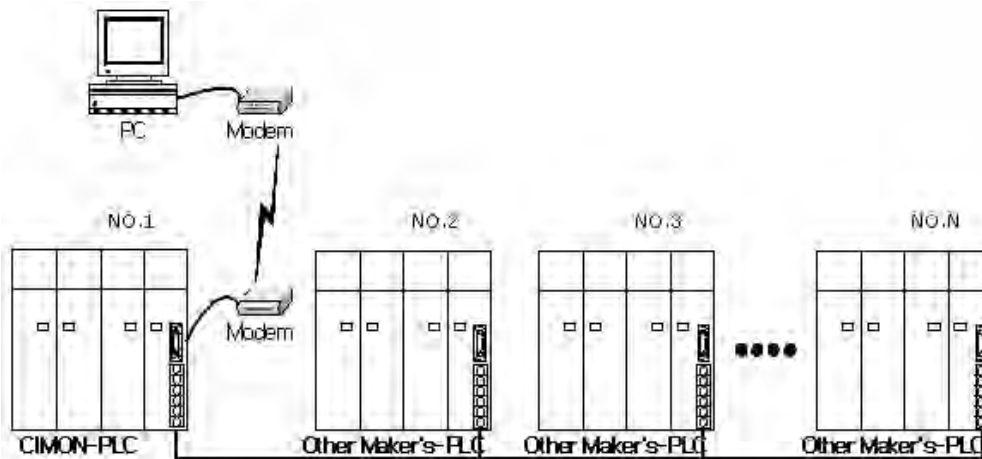 PC
Modem
NO.1
NO.2
NO.3
NO.N
Modem
CIMON-PLC
Other Maker's-PLC
Other Maker's-PLC
Other Maker's-PLC